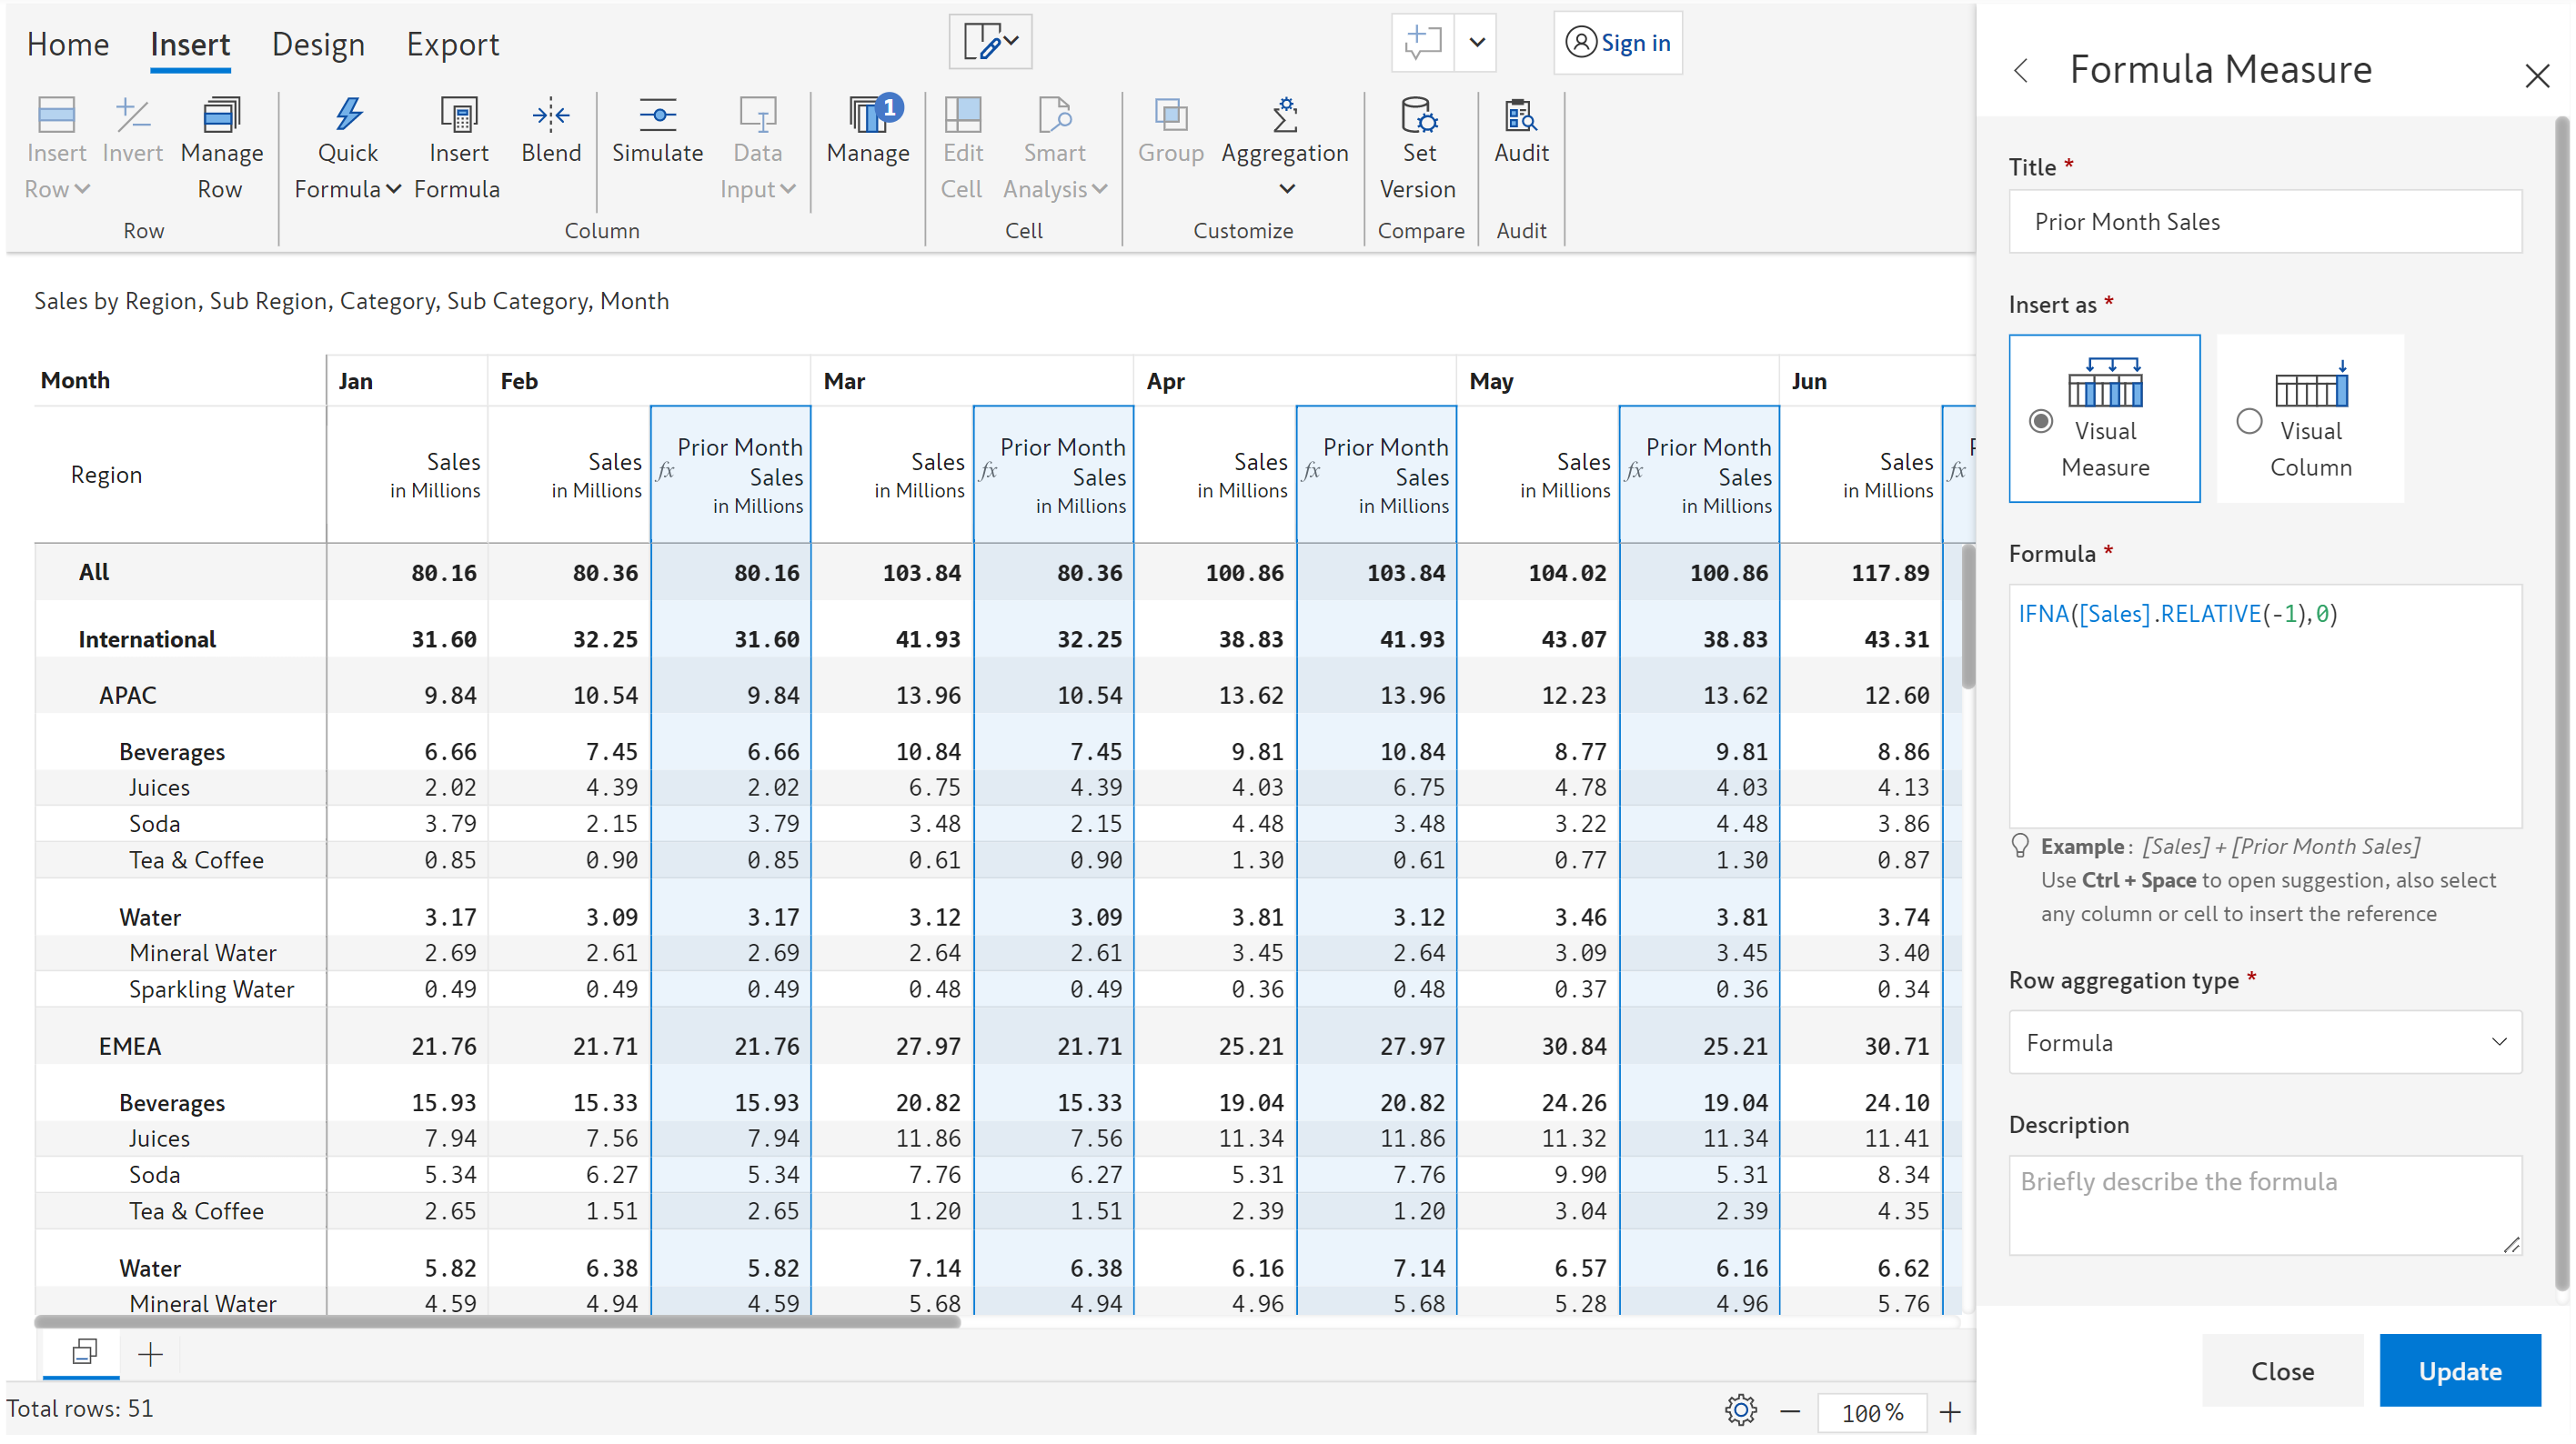 Home Insert Design Export Sign in
Insert Row Invert Manage Row Quick Formula Insert Formula Blend Simulate Data Input Manage 1 Edit Cell Smart Analysis Group Aggregation Set Version Audit
Row Column Cell Customize Compare Audit
Sales by Region, Sub Region, Category, Sub Category, Month
Month Jan Feb Mar Apr May Jun
Region Sales in Millions Sales in Millions fx Prior Month Sales in Millions Sales in Millions fx Prior Month Sales in Millions Sales in Millions fx Prior Month Sales in Millions Sales in Millions fx Prior Month Sales in Millions Sales in Millions fx
All 80.16 80.36 80.16 103.84 80.36 100.86 103.84 104.02 100.86 117.89
International 31.60 32.25 31.60 41.93 32.25 38.83 41.93 43.07 38.83 43.31
APAC 9.84 10.54 9.84 13.96 10.54 13.62 13.96 12.23 13.62 12.60
Beverages 6.66 7.45 6.66 10.84 7.45 9.81 10.84 8.77 9.81 8.86
Juices 2.02 4.39 2.02 6.75 4.39 4.03 6.75 4.78 4.03 4.13
Soda 3.79 2.15 3.79 3.48 2.15 4.48 3.48 3.22 4.48 3.86
Tea & Coffee 0.85 0.90 0.85 0.61 0.90 1.30 0.61 0.77 1.30 0.87
Water 3.17 3.09 3.17 3.12 3.09 3.81 3.12 3.46 3.81 3.74
Mineral Water 2.69 2.61 2.69 2.64 2.61 3.45 2.64 3.09 3.45 3.40
Sparkling Water 0.49 0.49 0.49 0.48 0.49 0.36 0.48 0.37 0.36 0.34
EMEA 21.76 21.71 21.76 27.97 21.71 25.21 27.97 30.84 25.21 30.71
Beverages 15.93 15.33 15.93 20.82 15.33 19.04 20.82 24.26 19.04 24.10
Juices 7.94 7.56 7.94 11.86 7.56 11.34 11.86 11.32 11.34 11.41
Soda 5.34 6.27 5.34 7.76 6.27 5.31 7.76 9.90 5.31 8.34
Tea & Coffee 2.65 1.51 2.65 1.20 1.51 2.39 1.20 3.04 2.39 4.35
Water 5.82 6.38 5.82 7.14 6.38 6.16 7.14 6.57 6.16 6.62
Mineral Water 4.59 4.94 4.59 5.68 4.94 4.96 5.68 5.28 4.96 5.76
Total rows: 51
100%
Formula Measure
Title *
Prior Month Sales
Insert as *
Visual Measure
Visual Column
Formula *
IFNA([Sales].RELATIVE(-1),0)
Example: [Sales] + [Prior Month Sales]
Use Ctrl + Space to open suggestion, also select
any column or cell to insert the reference
Row aggregation type *
Formula
Description
Briefly describe the formula
Close Update